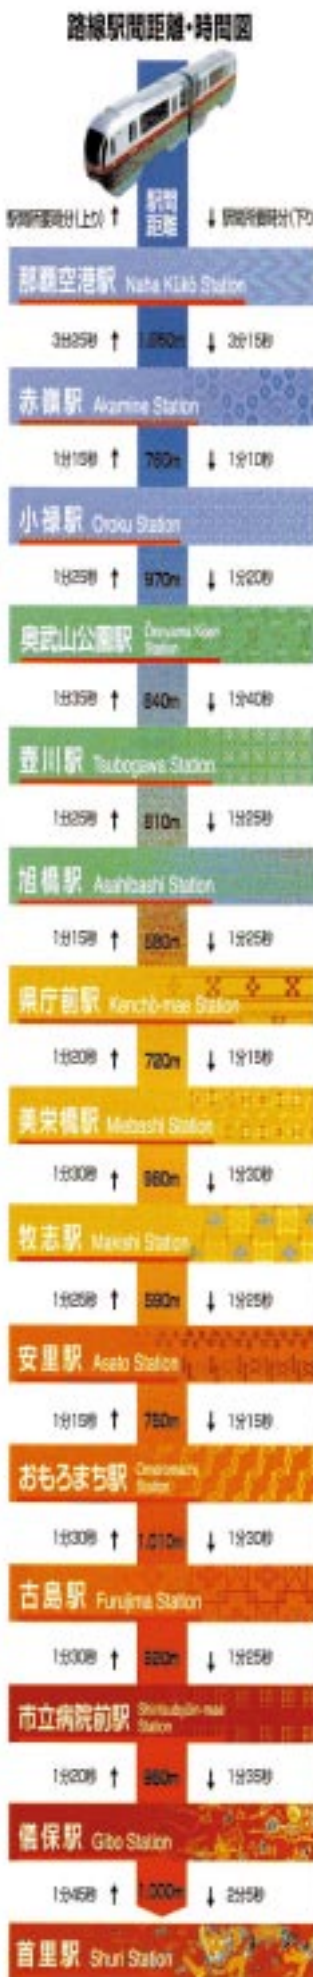 路線駅間距離・時間図
駅間所要時分(上り) ↑ 駅間距離 ↓ 駅間所要時分(下り)
那覇空港駅 Naha Kūkō Station
3分25秒 ↑ 1,950m ↓ 3分15秒
赤嶺駅 Akamine Station
1分15秒 ↑ 760m ↓ 1分10秒
小禄駅 Oroku Station
1分25秒 ↑ 970m ↓ 1分20秒
奥武山公園駅 Ōnoyama Kōen Station
1分35秒 ↑ 840m ↓ 1分40秒
壺川駅 Tsubogawa Station
1分25秒 ↑ 810m ↓ 1分25秒
旭橋駅 Asahibashi Station
1分15秒 ↑ 580m ↓ 1分25秒
県庁前駅 Kenchō-mae Station
1分20秒 ↑ 720m ↓ 1分15秒
美栄橋駅 Miebashi Station
1分30秒 ↑ 980m ↓ 1分30秒
牧志駅 Makishi Station
1分25秒 ↑ 590m ↓ 1分25秒
安里駅 Asato Station
1分15秒 ↑ 750m ↓ 1分15秒
おもろまち駅 Omoromachi Station
1分30秒 ↑ 1,010m ↓ 1分30秒
古島駅 Furujima Station
1分30秒 ↑ 920m ↓ 1分25秒
市立病院前駅 Shiritsubyōin-mae Station
1分20秒 ↑ 960m ↓ 1分35秒
儀保駅 Gibo Station
1分45秒 ↑ 1,000m ↓ 2分5秒
首里駅 Shuri Station